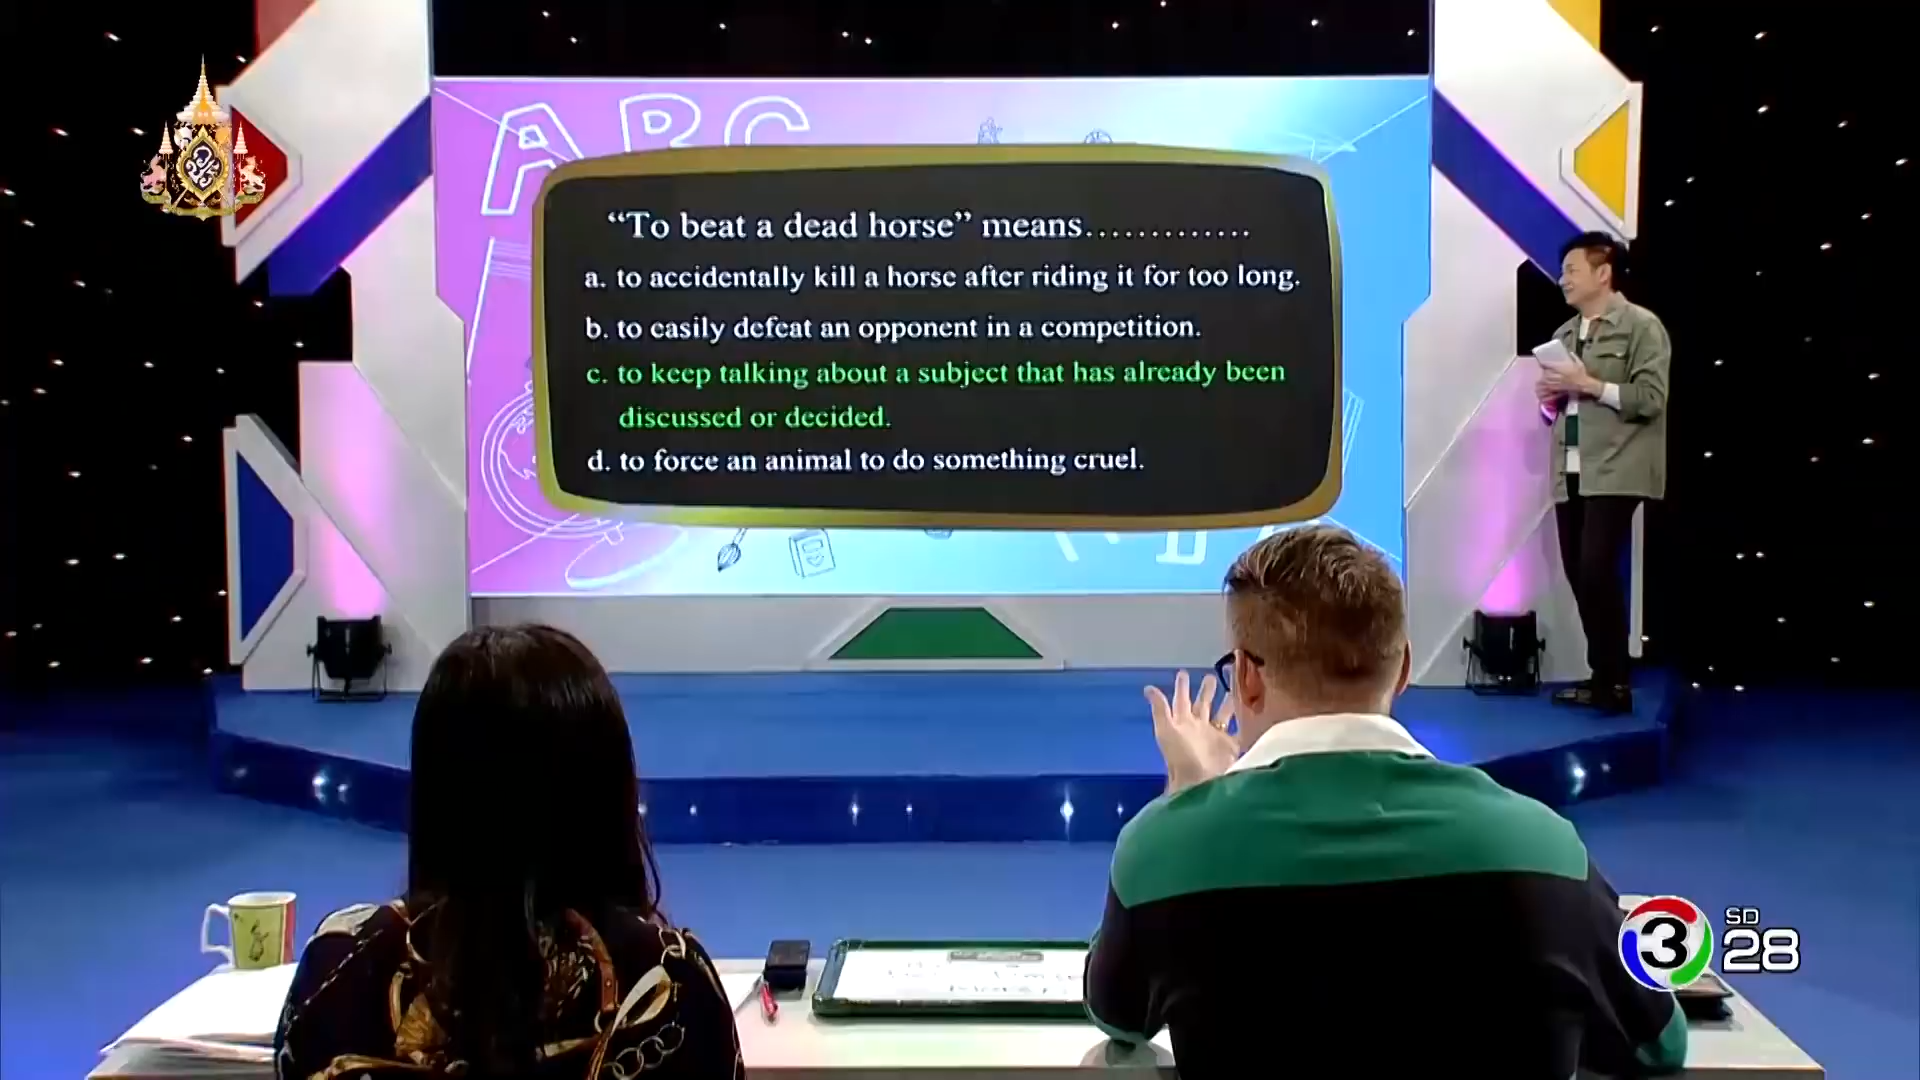 ABC
“To beat a dead horse” means.............
a. to accidentally kill a horse after riding it for too long.
b. to easily defeat an opponent in a competition.
c. to keep talking about a subject that has already been
discussed or decided.
d. to force an animal to do something cruel.
3 SD
28